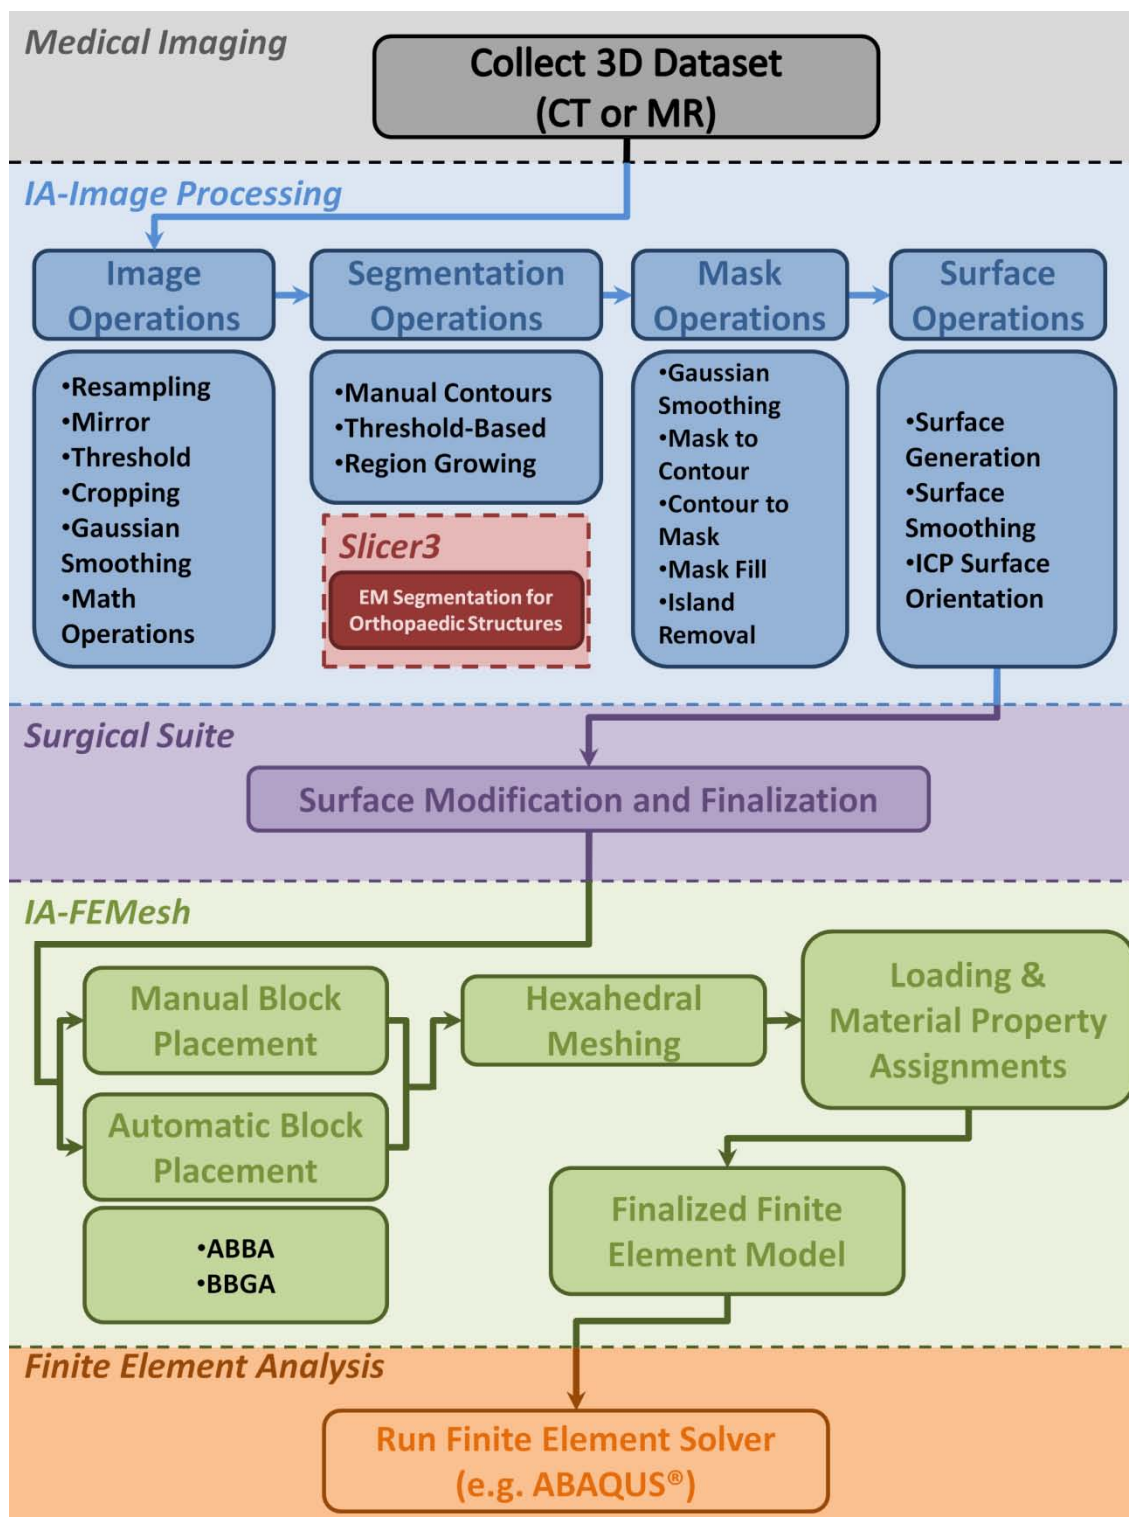 Medical Imaging
Collect 3D Dataset
(CT or MR)
IA-Image Processing
Image
Operations
Segmentation
Operations
Mask
Operations
Surface
Operations
•Resampling
•Mirror
•Threshold
•Cropping
•Gaussian
Smoothing
•Math
Operations
•Manual Contours
•Threshold-Based
•Region Growing
Slicer3
EM Segmentation for
Orthopaedic Structures
•Gaussian
Smoothing
•Mask to
Contour
•Contour to
Mask
•Mask Fill
•Island
Removal
•Surface
Generation
•Surface
Smoothing
•ICP Surface
Orientation
Surgical Suite
Surface Modification and Finalization
IA-FEMesh
Manual Block
Placement
Automatic Block
Placement
•ABBA
•BBGA
Hexahedral
Meshing
Loading &
Material Property
Assignments
Finalized Finite
Element Model
Finite Element Analysis
Run Finite Element Solver
(e.g. ABAQUS®)